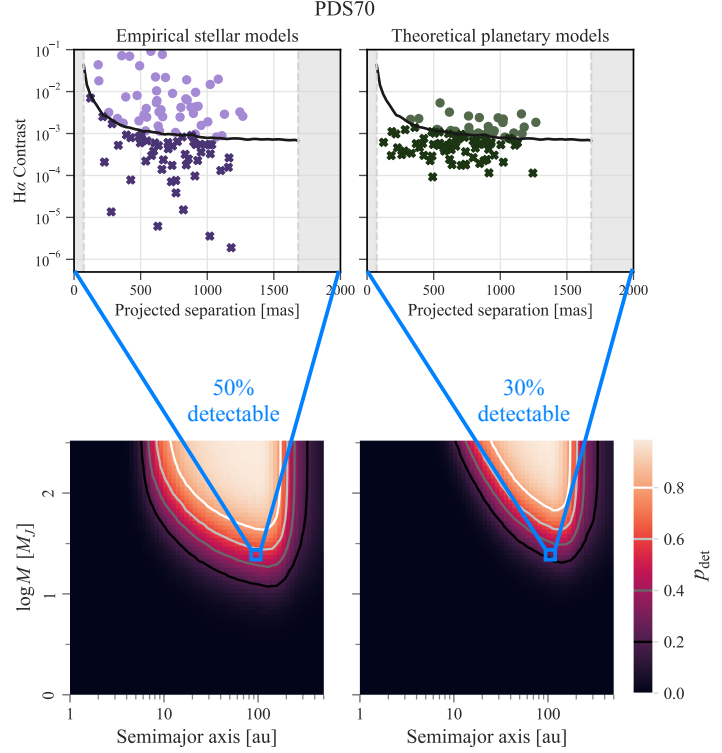 PDS70
Empirical stellar models
Theoretical planetary models
10⁻¹
10⁻²
10⁻³
10⁻⁴
10⁻⁵
10⁻⁶
Hα Contrast
0 500 1000 1500 2000
0 500 1000 1500 2000
Projected separation [mas]
Projected separation [mas]
50%
detectable
30%
detectable
2
1
0
log M [M_J]
1 10 100
1 10 100
Semimajor axis [au]
Semimajor axis [au]
0.8
0.6
0.4
0.2
0.0
p_det